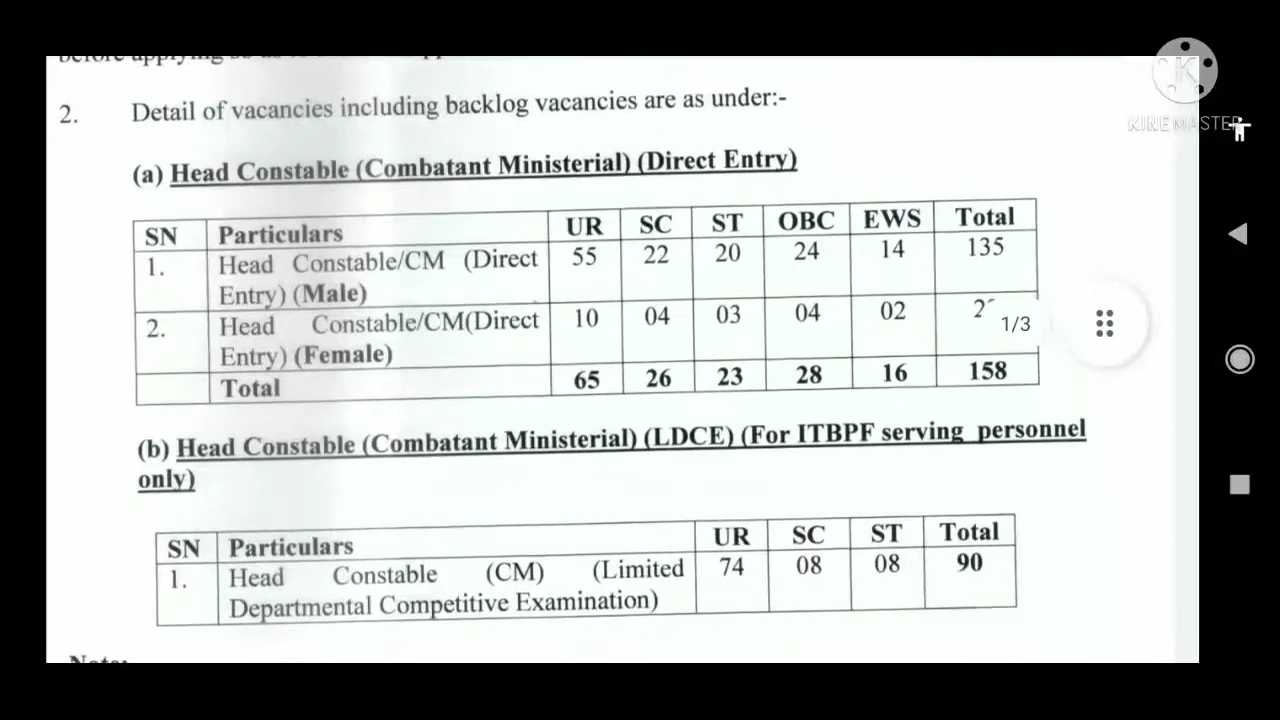 2. Detail of vacancies including backlog vacancies are as under:-
(a) Head Constable (Combatant Ministerial) (Direct Entry)
SN Particulars UR SC ST OBC EWS Total
1. Head Constable/CM (Direct 55 22 20 24 14 135
Entry) (Male)
2. Head Constable/CM(Direct 10 04 03 04 02
Entry) (Female)
Total 65 26 23 28 16 158
(b) Head Constable (Combatant Ministerial) (LDCE) (For ITBPF serving personnel
only)
SN Particulars UR SC ST Total
1. Head Constable (CM) (Limited 74 08 08 90
Departmental Competitive Examination)
1/3
K
KINEMASTER